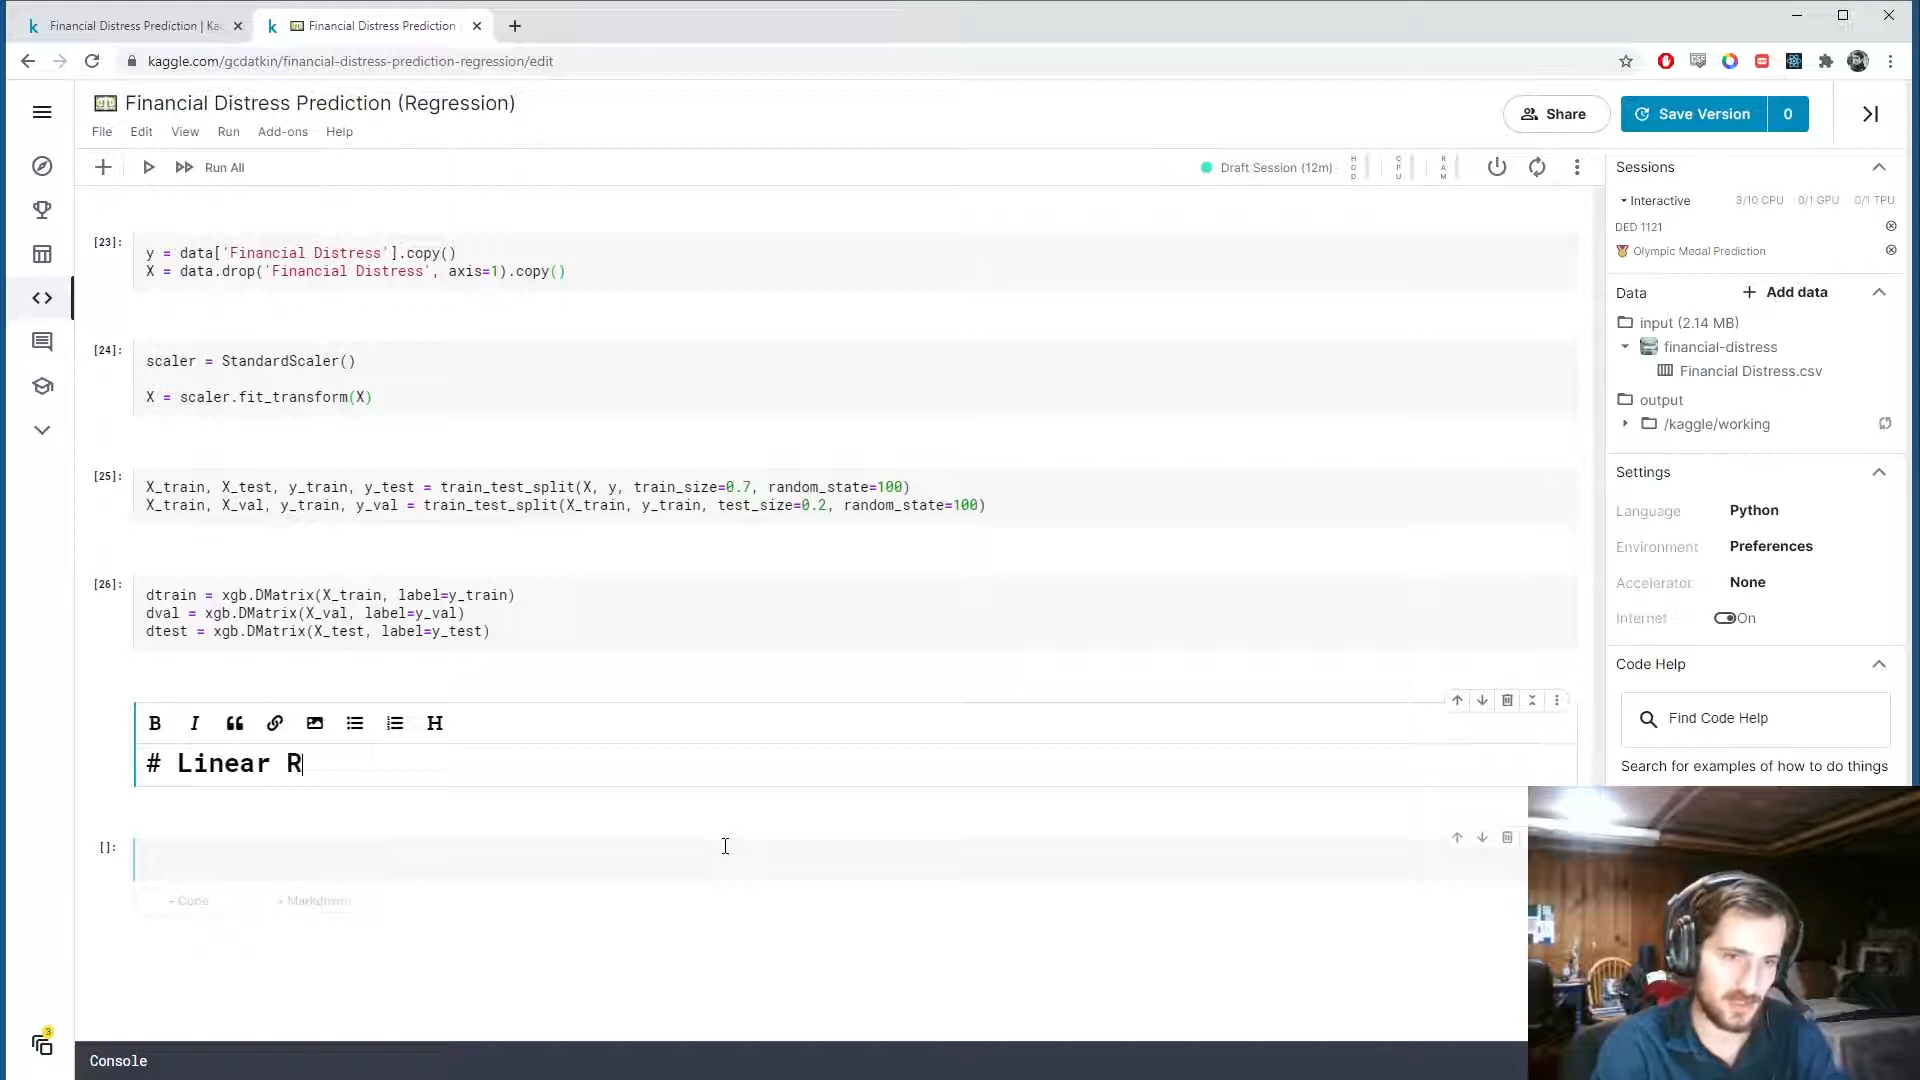 Financial Distress Prediction | Kac
Financial Distress Prediction
kaggle.com/gcdatkin/financial-distress-prediction-regression/edit
Financial Distress Prediction (Regression)
File Edit View Run Add-ons Help
Share
Save Version 0
Run All
Draft Session (12m)
HDD
CPU
RAM
[23]:
y = data['Financial Distress'].copy()
X = data.drop('Financial Distress', axis=1).copy()
[24]:
scaler = StandardScaler()
X = scaler.fit_transform(X)
[25]:
X_train, X_test, y_train, y_test = train_test_split(X, y, train_size=0.7, random_state=100)
X_train, X_val, y_train, y_val = train_test_split(X_train, y_train, test_size=0.2, random_state=100)
[26]:
dtrain = xgb.DMatrix(X_train, label=y_train)
dval = xgb.DMatrix(X_val, label=y_val)
dtest = xgb.DMatrix(X_test, label=y_test)
B I H
# Linear R
[]:
+ Code + Markdown
Console
3
Sessions
Interactive 3/10 CPU 0/1 GPU 0/1 TPU
DED 1121
Olympic Medal Prediction
Data + Add data
input (2.14 MB)
financial-distress
Financial Distress.csv
output
/kaggle/working
Settings
Language Python
Environment Preferences
Accelerator None
Internet On
Code Help
Find Code Help
Search for examples of how to do things